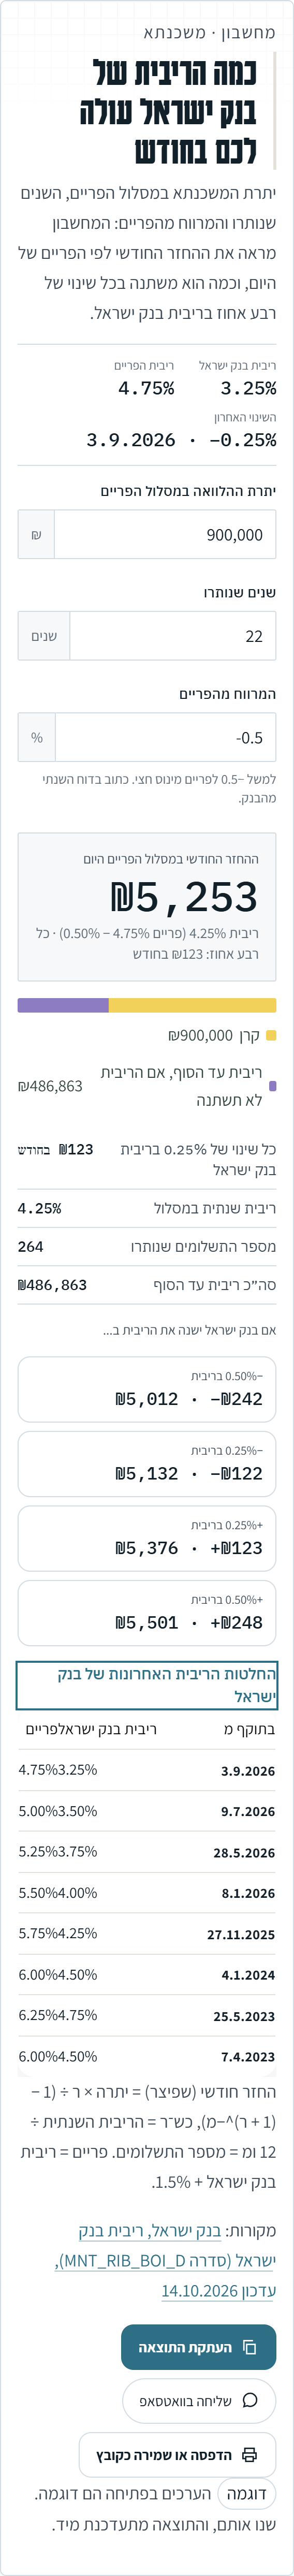 מחשבון · משכנתא
כמה הריבית של
בנק ישראל עולה
לכם בחודש
יתרת המשכנתא במסלול הפריים, השנים
שנותרו והמרווח מהפריים: המחשבון
מראה את ההחזר החודשי לפי הפריים של
היום, וכמה הוא משתנה בכל שינוי של
רבע אחוז בריבית בנק ישראל.
ריבית בנק ישראל
3.25%
ריבית הפריים
4.75%
השינוי האחרון
−0.25% · 3.9.2026
יתרת ההלוואה במסלול הפריים
900,000 ₪
שנים שנותרו
22 שנים
המרווח מהפריים
-0.5 %
למשל −0.5 לפריים מינוס חצי. כתוב בדוח השנתי
מהבנק.
ההחזר החודשי במסלול הפריים היום
₪5,253
ריבית 4.25% (פריים 4.75% − 0.50%) · כל
רבע אחוז: ₪123 בחודש
קרן ₪900,000
ריבית עד הסוף, אם הריבית ₪486,863
לא תשתנה
כל שינוי של 0.25% בריבית ₪123 בחודש
בנק ישראל
ריבית שנתית במסלול 4.25%
מספר התשלומים שנותרו 264
סה״כ ריבית עד הסוף ₪486,863
אם בנק ישראל ישנה את הריבית ב...
−0.50% בריבית
₪5,012 · −₪242
−0.25% בריבית
₪5,132 · −₪122
+0.25% בריבית
₪5,376 · +₪123
+0.50% בריבית
₪5,501 · +₪248
החלטות הריבית האחרונות של בנק
ישראל
בתוקף מ ריבית בנק ישראל פריים
3.9.2026 3.25% 4.75%
9.7.2026 3.50% 5.00%
28.5.2026 3.75% 5.25%
8.1.2026 4.00% 5.50%
27.11.2025 4.25% 5.75%
4.1.2024 4.50% 6.00%
25.5.2023 4.75% 6.25%
7.4.2023 4.50% 6.00%
החזר חודשי (שפיצר) = יתרה × ר ÷ (1 −
(1 + ר)^−מ), כש־ר = הריבית השנתית ÷
12 ומ = מספר התשלומים. פריים = ריבית
בנק ישראל + 1.5%.
מקורות: בנק ישראל, ריבית בנק
ישראל (סדרה MNT_RIB_BOI_D),
עדכון 14.10.2026
העתקת התוצאה
שליחה בוואטסאפ
הדפסה או שמירה כקובץ
דוגמה הערכים בפתיחה הם דוגמה.
שנו אותם, והתוצאה מתעדכנת מיד.